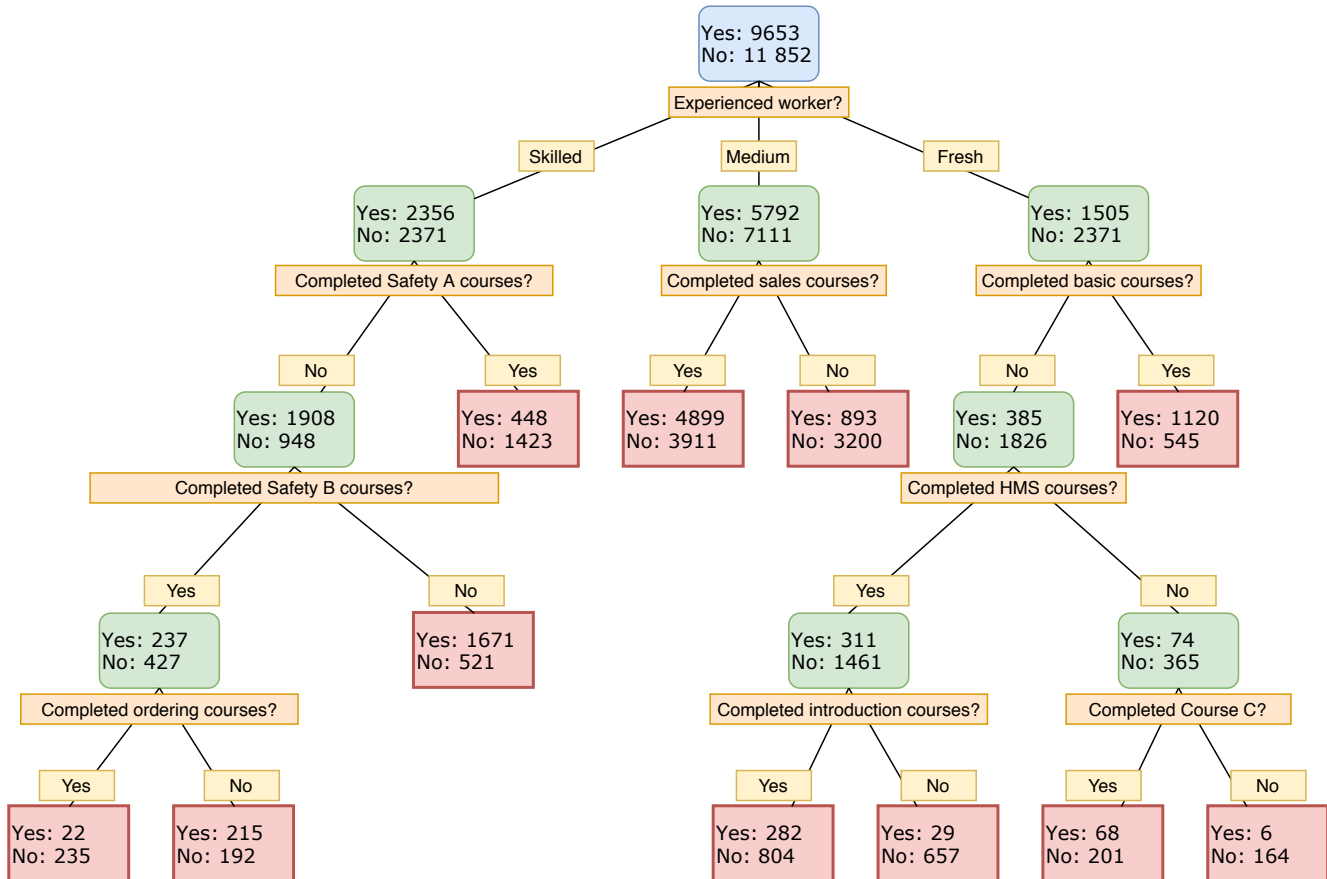 Yes: 9653
No: 11 852
Experienced worker?
Skilled
Medium
Fresh
Yes: 2356
No: 2371
Yes: 5792
No: 7111
Yes: 1505
No: 2371
Completed Safety A courses?
Completed sales courses?
Completed basic courses?
No
Yes
Yes
No
No
Yes
Yes: 1908
No: 948
Yes: 448
No: 1423
Yes: 4899
No: 3911
Yes: 893
No: 3200
Yes: 385
No: 1826
Yes: 1120
No: 545
Completed Safety B courses?
Completed HMS courses?
Yes
No
Yes
No
Yes: 237
No: 427
Yes: 1671
No: 521
Yes: 311
No: 1461
Yes: 74
No: 365
Completed ordering courses?
Completed introduction courses?
Completed Course C?
Yes
No
Yes
No
Yes
No
Yes: 22
No: 235
Yes: 215
No: 192
Yes: 282
No: 804
Yes: 29
No: 657
Yes: 68
No: 201
Yes: 6
No: 164